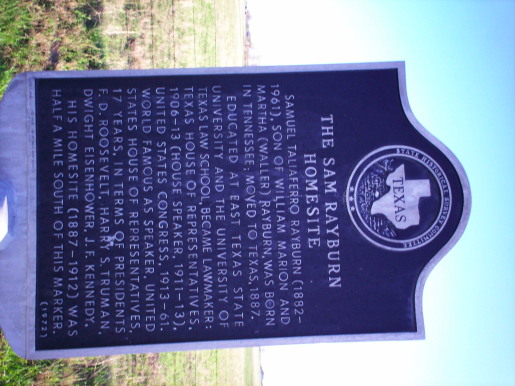 STATE HISTORICAL SURVEY COMMITTEE
TEXAS
THE SAM RAYBURN
HOMESITE
SAMUEL TALIAFERRO RAYBURN (1882-
1961), SON OF WILLIAM MARION AND
MARTHA (WALLER) RAYBURN, WAS BORN
IN TENNESSEE; MOVED TO TEXAS, 1887.
EDUCATED AT EAST TEXAS STATE
UNIVERSITY AND THE UNIVERSITY OF
TEXAS LAW SCHOOL, BECAME LAWMAKER:
TEXAS HOUSE OF REPRESENTATIVES,
1906-13 (HOUSE SPEAKER, 1911-13);
UNITED STATES CONGRESS, 1913-61.
WORLD FAMOUS AS SPEAKER, UNITED
STATES HOUSE OF REPRESENTATIVES,
17 YEARS, IN TERMS OF PRESIDENTS
F. D. ROOSEVELT, HARRY S. TRUMAN,
DWIGHT EISENHOWER, J. F. KENNEDY.
HIS HOMESITE (1887-1912) WAS
HALF A MILE SOUTH OF THIS MARKER.
(1972)